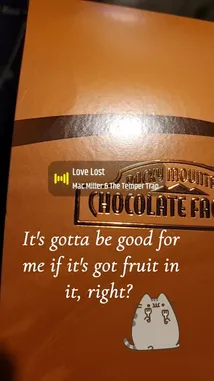 Love Lost
Mac Miller & The Temper Trap
ROCKY MOUNTAIN
CHOCOLATE FAC
It's gotta be good for
me if it's got fruit in
it, right?